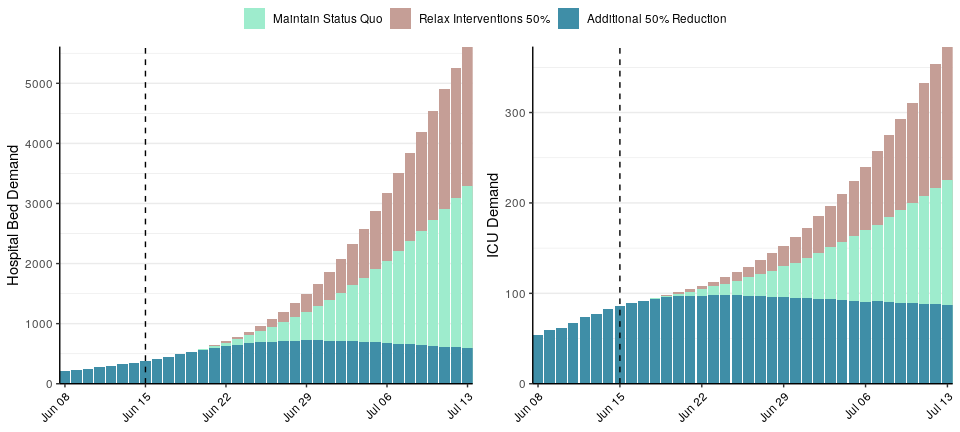 Maintain Status Quo Relax Interventions 50% Additional 50% Reduction
Hospital Bed Demand
5000
4000
3000
2000
1000
0
Jun 08 Jun 15 Jun 22 Jun 29 Jul 06 Jul 13
ICU Demand
300
200
100
0
Jun 08 Jun 15 Jun 22 Jun 29 Jul 06 Jul 13